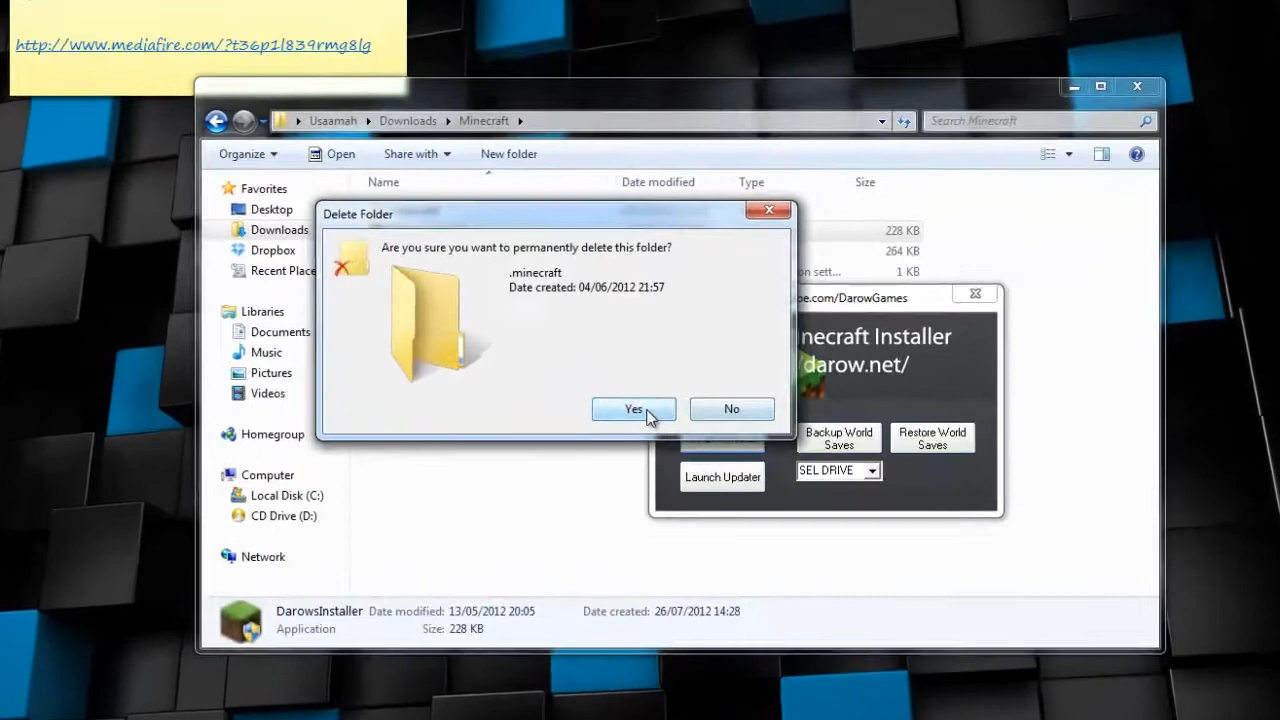 http://www.mediafire.com/?t36p1l839rmg8lg
Usaamah Downloads Minecraft
Search Minecraft
Organize Open Share with New folder
Name Date modified Type Size
Favorites
Desktop
Downloads
Dropbox
Recent Place
Libraries
Documents
Music
Pictures
Videos
Homegroup
Computer
Local Disk (C:)
CD Drive (D:)
Network
228 KB
264 KB
on sett... 1 KB
Delete Folder
Are you sure you want to permanently delete this folder?
.minecraft
Date created: 04/06/2012 21:57
Yes No
be.com/DarowGames
necraft Installer
darow.net/
Backup World Saves
Restore World Saves
Launch Updater
SEL DRIVE
DarowsInstaller Date modified: 13/05/2012 20:05 Date created: 26/07/2012 14:28
Application Size: 228 KB